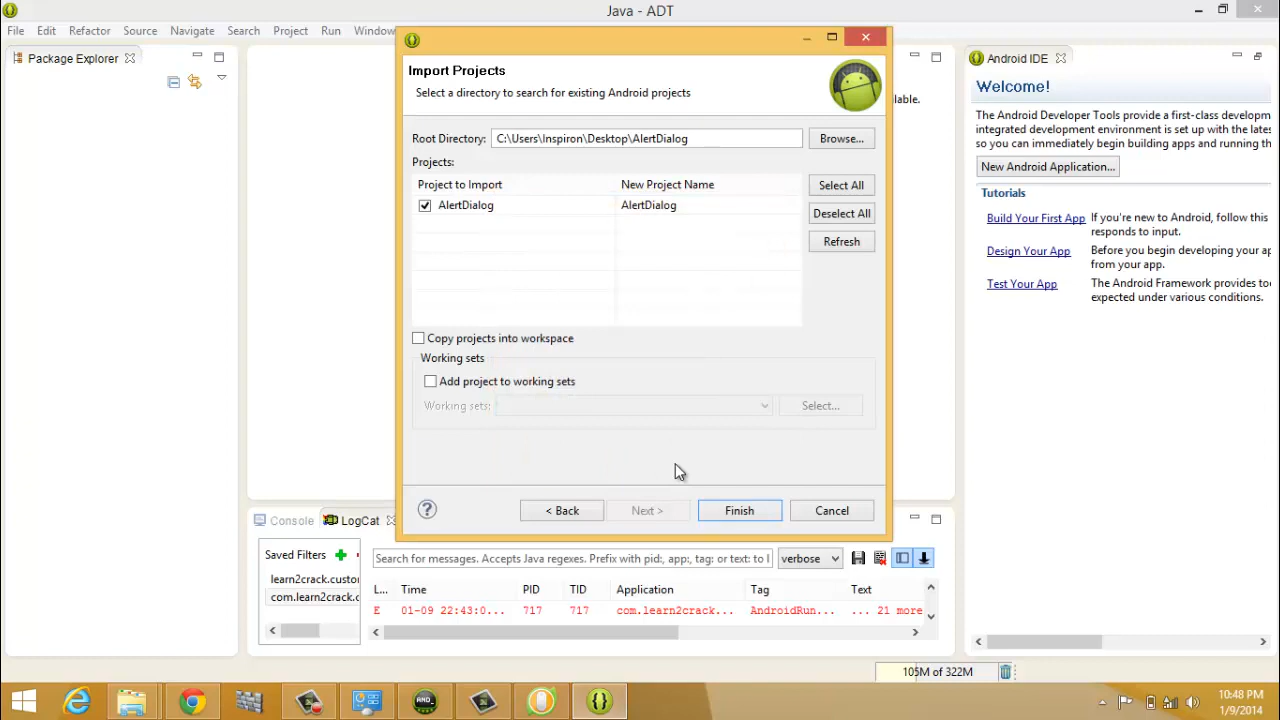 Java - ADT
File Edit Refactor Source Navigate Search Project Run Window
Package Explorer
Import Projects
Select a directory to search for existing Android projects
Root Directory: C:\Users\Inspiron\Desktop\AlertDialog Browse...
Projects:
Project to Import New Project Name
AlertDialog AlertDialog
Select All
Deselect All
Refresh
Copy projects into workspace
Working sets
Add project to working sets
Working sets: Select...
< Back Next > Finish Cancel
lable.
Android IDE
Welcome!
The Android Developer Tools provide a first-class developm
integrated development environment is set up with the lates
so you can immediately begin building apps and running th
New Android Application...
Tutorials
Build Your First App If you're new to Android, follow this
responds to input.
Design Your App Before you begin developing your ap
from your app.
Test Your App The Android Framework provides to
expected under various conditions.
Console LogCat
Saved Filters
learn2crack.custor
com.learn2crack.c
Search for messages. Accepts Java regexes. Prefix with pid:, app:, tag: or text: to l verbose
L... Time PID TID Application Tag Text
E 01-09 22:43:0... 717 717 com.learn2crack... AndroidRun... ... 21 more
105M of 322M
10:48 PM
1/9/2014